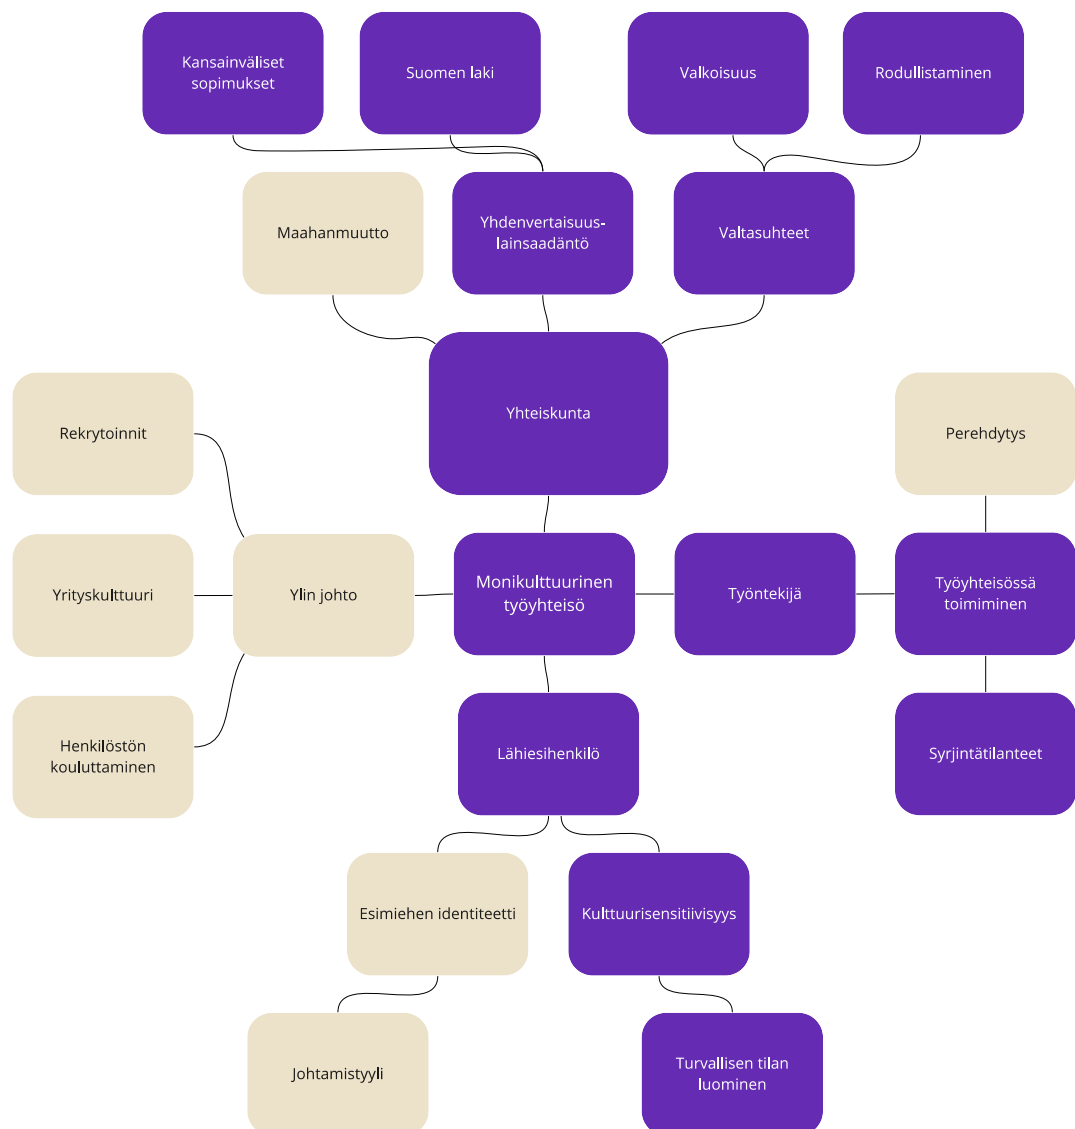 Kansainväliset
sopimukset
Suomen laki
Valkoisuus
Rodullistaminen
Maahanmuutto
Yhdenvertaisuus-
lainsaadäntö
Valtasuhteet
Yhteiskunta
Rekrytoinnit
Perehdytys
Yrityskulttuuri
Ylin johto
Monikulttuurinen
työyhteisö
Työntekijä
Työyhteisössä
toimiminen
Henkilöstön
kouluttaminen
Lähiesihenkilö
Syrjintätilanteet
Esimiehen identiteetti
Kulttuurisensitiivisyys
Johtamistyyli
Turvallisen tilan
luominen